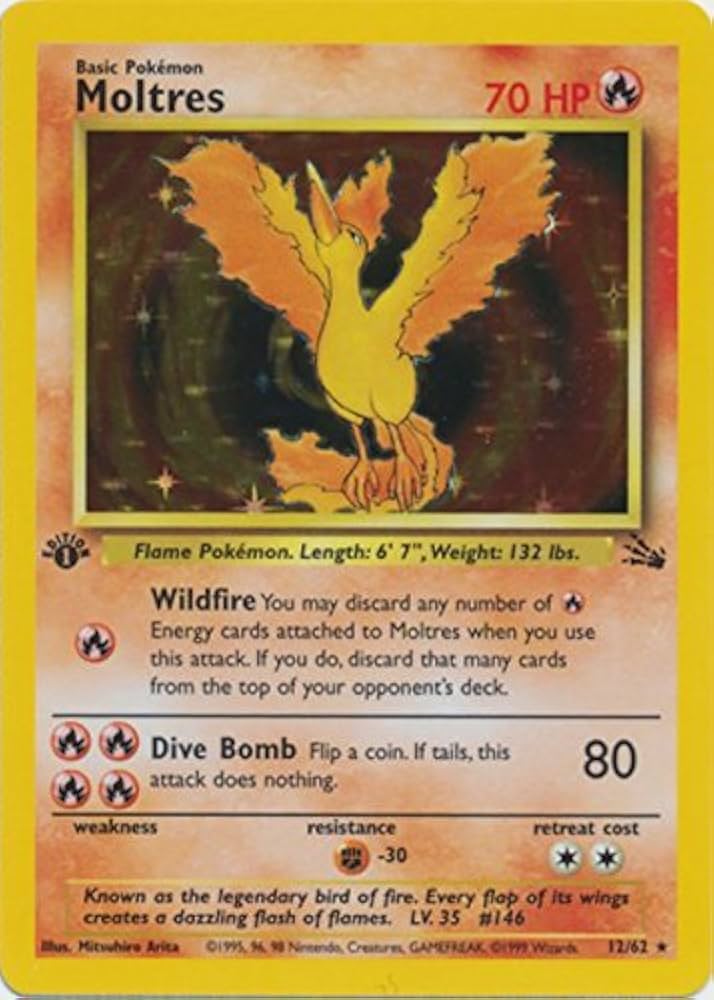 Basic Pokémon
Moltres
70 HP
EDITION 1
Flame Pokémon. Length: 6' 7", Weight: 132 lbs.
Wildfire You may discard any number of
Energy cards attached to Moltres when you use
this attack. If you do, discard that many cards
from the top of your opponent's deck.
Dive Bomb Flip a coin. If tails, this
attack does nothing.
80
weakness resistance retreat cost
-30
Known as the legendary bird of fire. Every flap of its wings
creates a dazzling flash of flames. LV. 35 #146
Illus. Mitsuhiro Arita ©1995, 96, 98 Nintendo, Creatures, GAMEFREAK. ©1999 Wizards. 12/62 ★